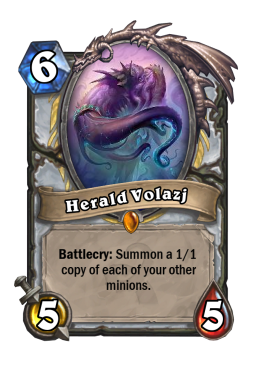 6
Herald Volazj
Battlecry: Summon a 1/1
copy of each of your other
minions.
5 5